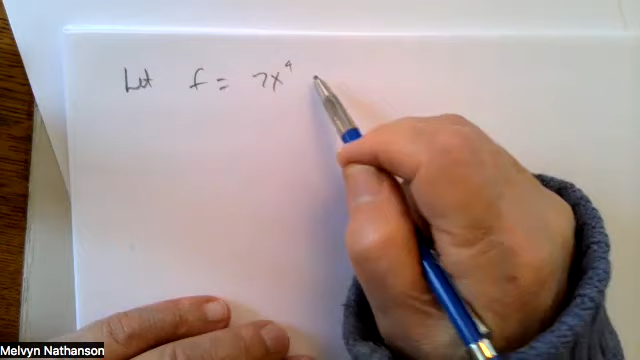 Let f = 7x⁴
Melvyn Nathanson